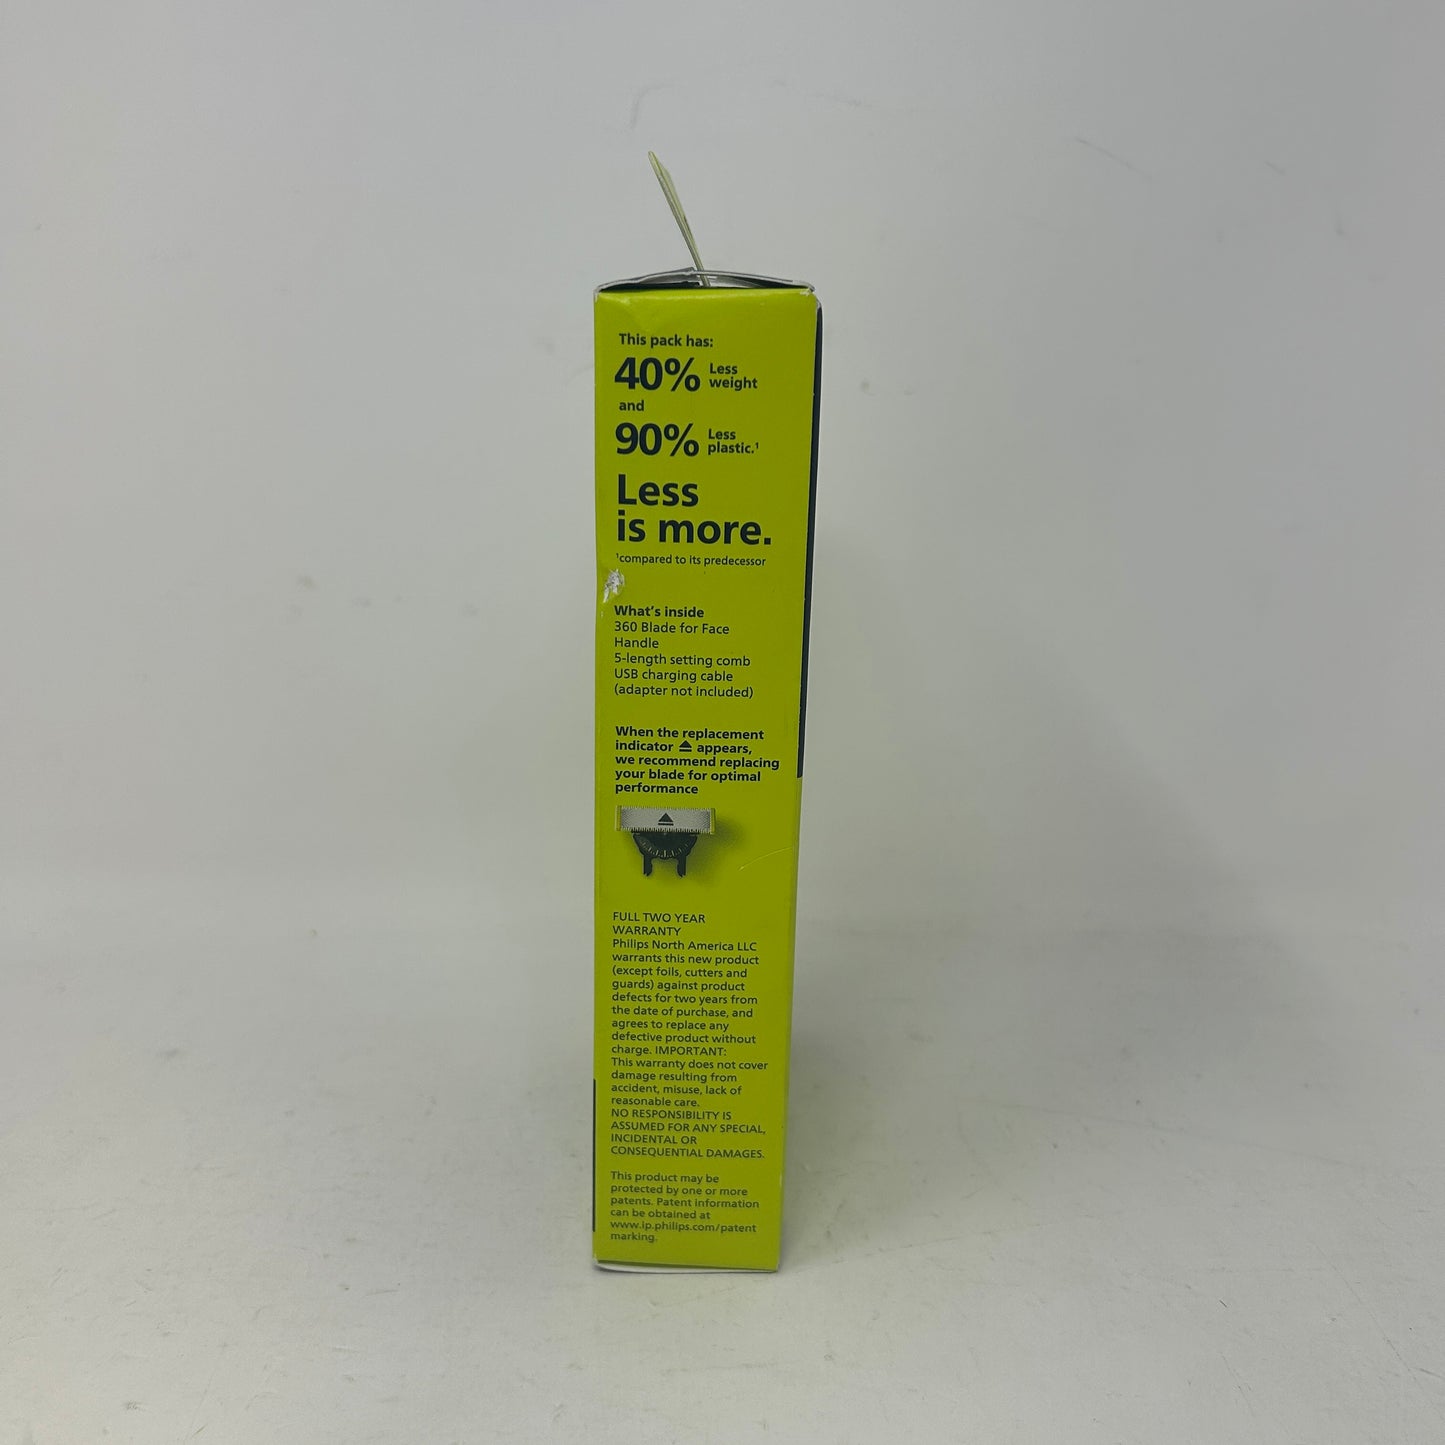 This pack has:
40% Less
weight
and
90% Less
plastic.¹
Less
is more.
¹compared to its predecessor
What's inside
360 Blade for Face
Handle
5-length setting comb
USB charging cable
(adapter not included)
When the replacement
indicator ⏏ appears,
we recommend replacing
your blade for optimal
performance
FULL TWO YEAR
WARRANTY
Philips North America LLC
warrants this new product
(except foils, cutters and
guards) against product
defects for two years from
the date of purchase, and
agrees to replace any
defective product without
charge. IMPORTANT:
This warranty does not cover
damage resulting from
accident, misuse, lack of
reasonable care.
NO RESPONSIBILITY IS
ASSUMED FOR ANY SPECIAL,
INCIDENTAL OR
CONSEQUENTIAL DAMAGES.
This product may be
protected by one or more
patents. Patent information
can be obtained at
www.ip.philips.com/patent
marking.